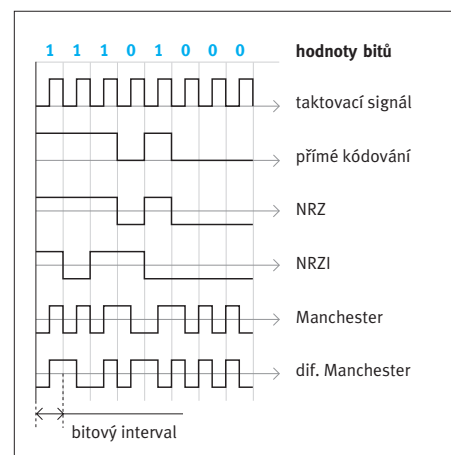 1 1 1 0 1 0 0 0 hodnoty bitů
taktovací signál
přímé kódování
NRZ
NRZI
Manchester
dif. Manchester
bitový interval